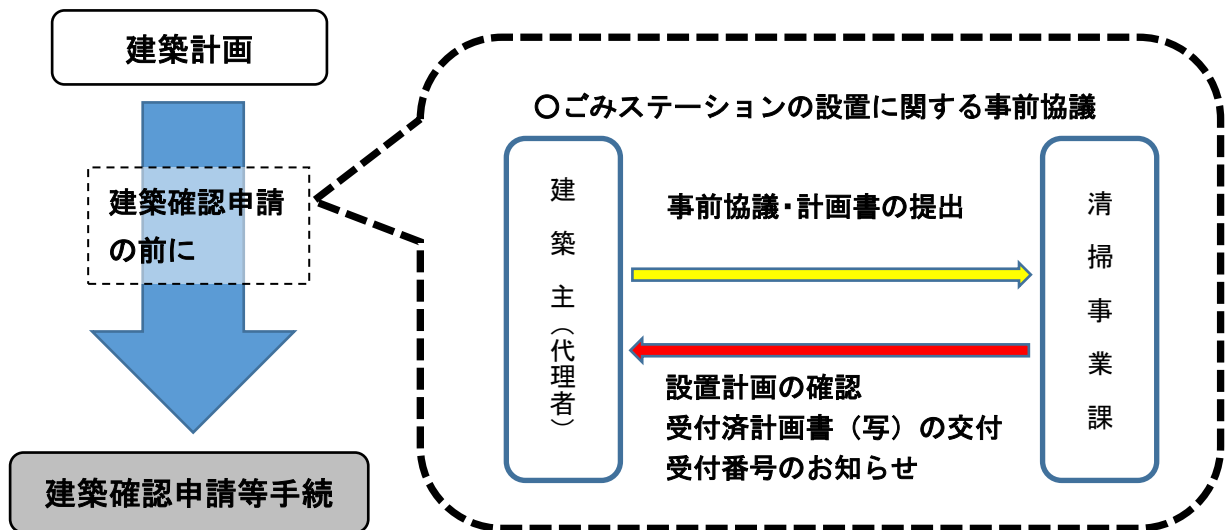 建築計画
建築確認申請
の前に
建築確認申請等手続
〇ごみステーションの設置に関する事前協議
建築主（代理者）
事前協議・計画書の提出
設置計画の確認
受付済計画書（写）の交付
受付番号のお知らせ
清掃事業課